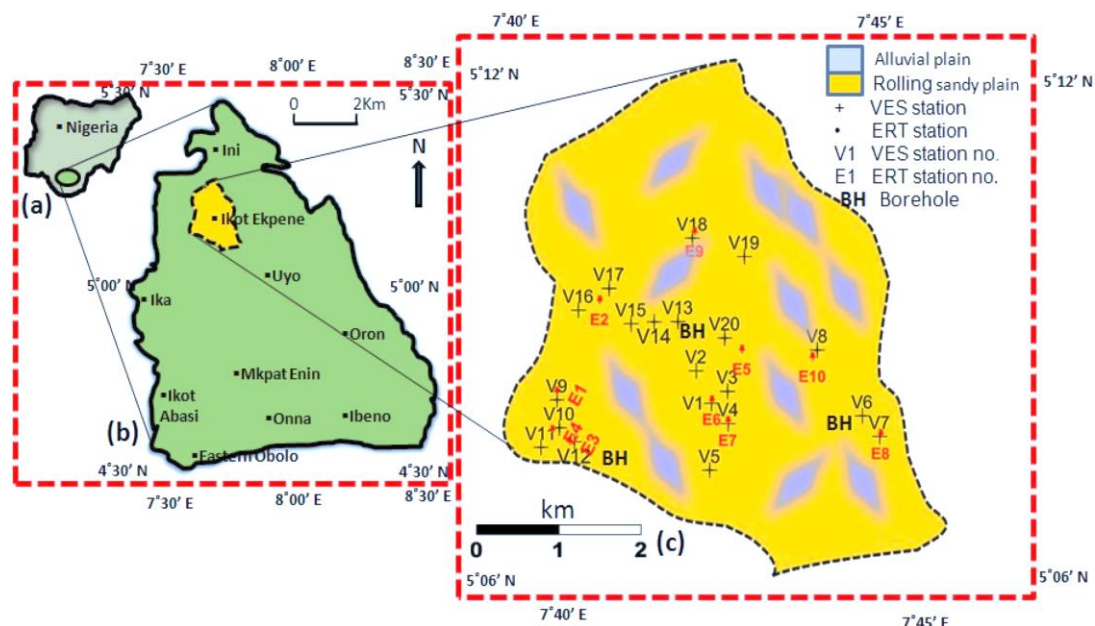 7°30' E
8°00' E
8°30' E
5°30' N
5°30' N
0
2Km
N
Nigeria
(a)
Ini
Ikot Ekpene
Uyo
5°00' N
5°00' N
Ika
Oron
Mkpat Enin
Ikot
Abasi
Onna
Ibeno
(b)
Eastern Obolo
4°30' N
4°30' N
7°30' E
8°00' E
8°30' E
7°40' E
7°45' E
5°12' N
5°12' N
Alluvial plain
Rolling sandy plain
+ VES station
• ERT station
V1 VES station no.
E1 ERT station no.
BH Borehole
V18
E9
V19
V17
V16
E2
V15
V14
V13
BH
V20
V2
E5
V8
E10
V3
V9
E1
V1
E6
V4
E7
V10
E4
E3
V11
V12
BH
V5
V6
BH
V7
E8
km
0 1 2
(c)
5°06' N
5°06' N
7°40' E
7°45' E